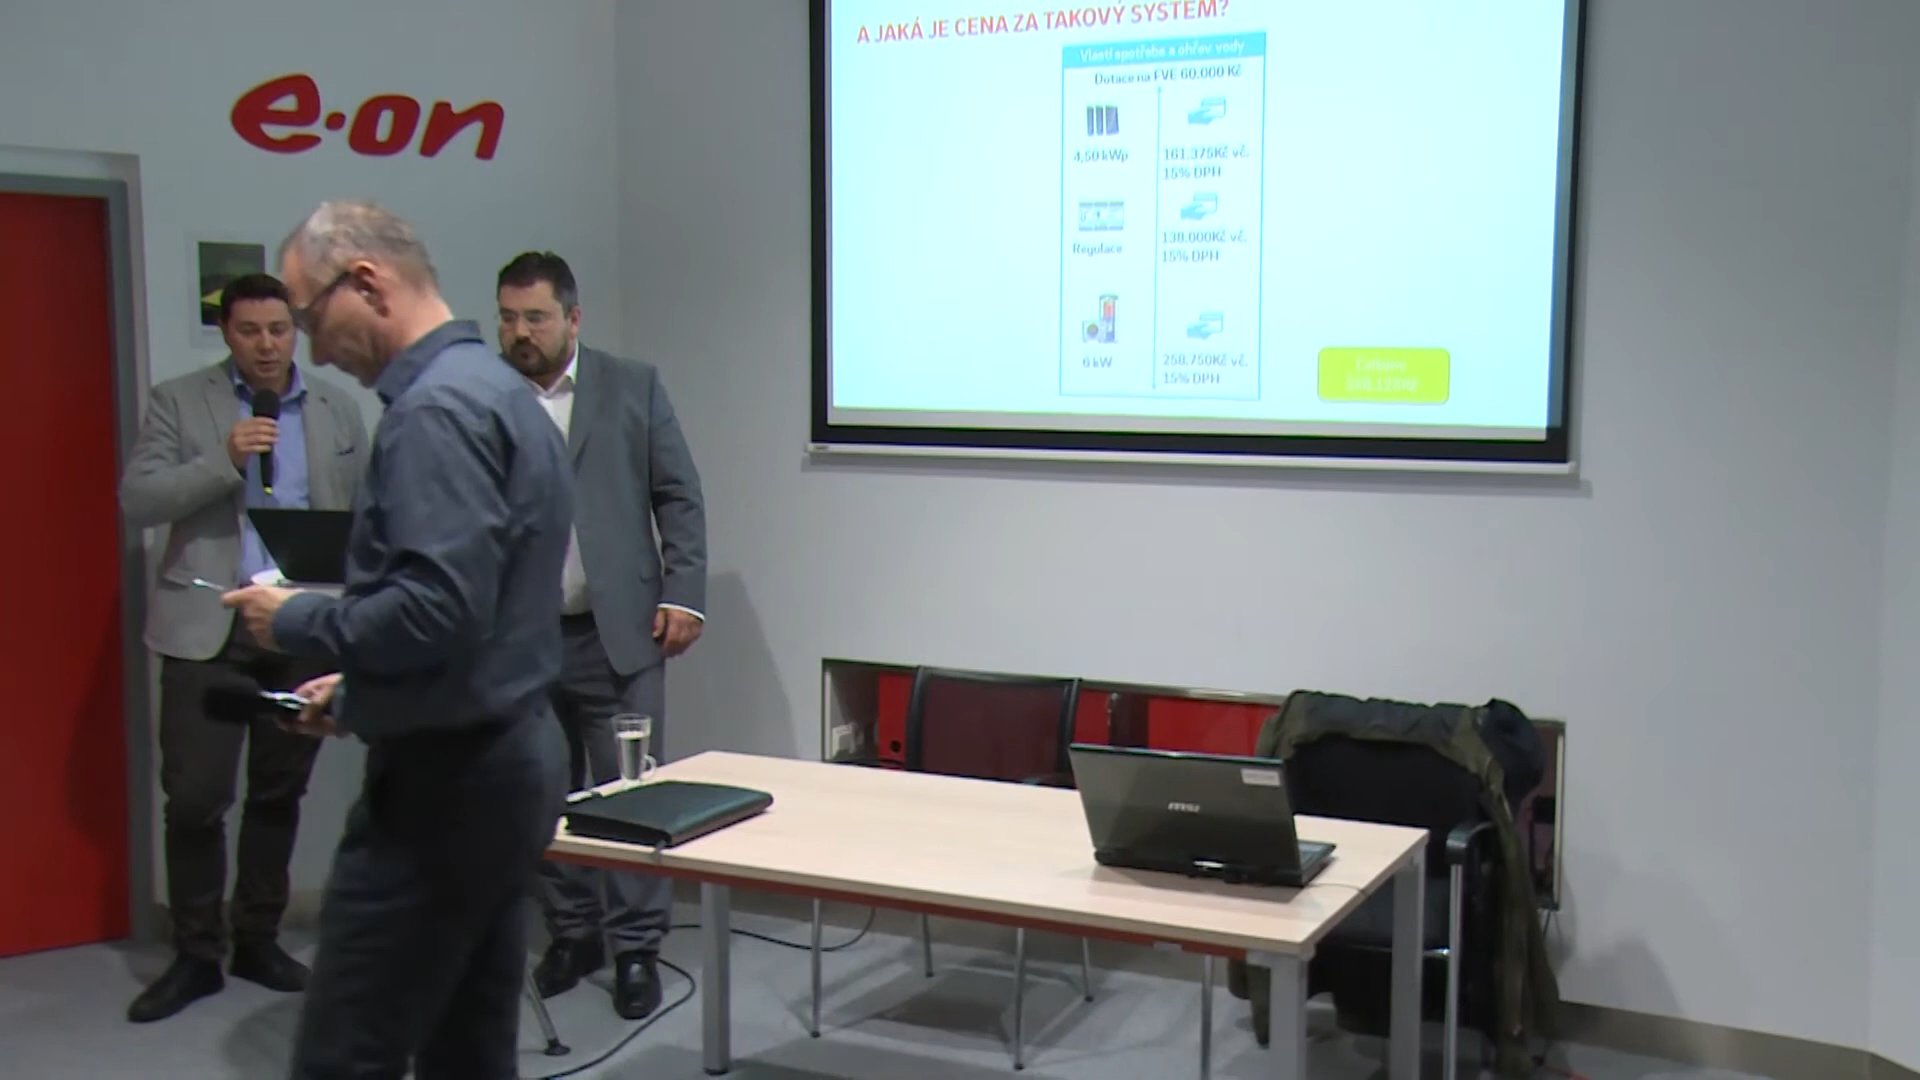 e·on
A JAKÁ JE CENA ZA TAKOVÝ SYSTÉM?
Vlastí spotřeba a ohřev vody
Dotace na FVE 60.000 Kč
4,50 kWp
161.375Kč vč.
15% DPH
Regulace
138.000Kč vč.
15% DPH
6 kW
258.750Kč vč.
15% DPH
Celkem:
msi